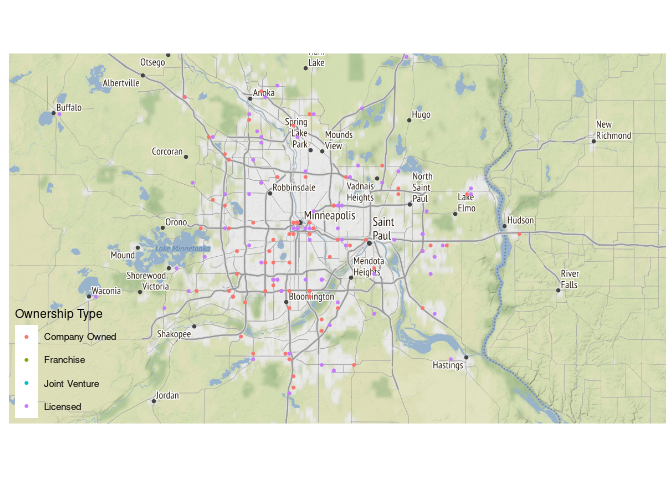 Lake
Otsego
Albertville
Anoka
Buffalo
Hugo
Spring
Lake
Park
Mounds
View
New
Richmond
Corcoran
North
Saint
Paul
Vadnais
Heights
Robbinsdale
Lake
Elmo
Minneapolis
Saint
Paul
Hudson
Orono
Lake Minnetonka
Mound
Mendota
Heights
Shorewood
Victoria
River
Falls
Waconia
Bloomington
Ownership Type
Company Owned
Franchise
Joint Venture
Licensed
Shakopee
Hastings
Jordan